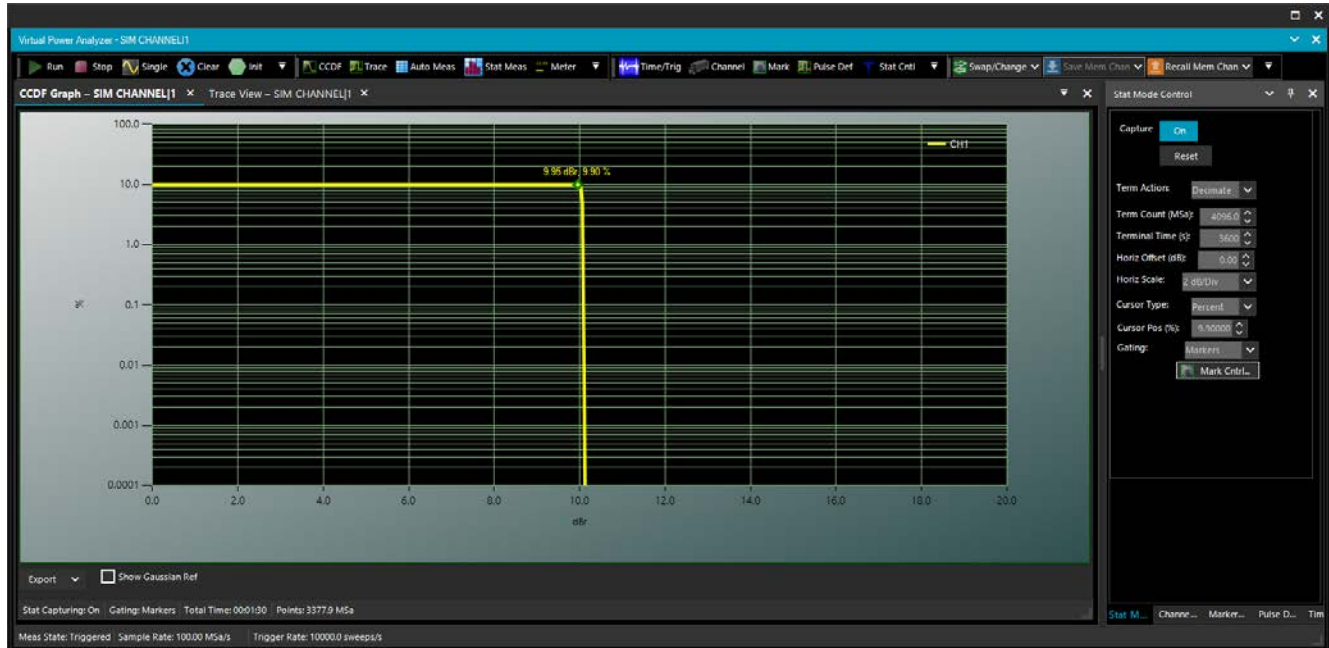 Virtual Power Analyzer - SIM CHANNEL|1
Run Stop Single Clear Init CCDF Trace Auto Meas Stat Meas Meter Time/Trig Channel Mark Pulse Def Stat Cntl Swap/Change Save Mem Chan Recall Mem Chan
CCDF Graph – SIM CHANNEL|1 Trace View – SIM CHANNEL|1
Stat Mode Control
100.0
10.0
1.0
0.1
0.01
0.001
0.0001
%
CH1
9.95 dBr, 9.90 %
0.0 2.0 4.0 6.0 8.0 10.0 12.0 14.0 16.0 18.0 20.0
dBr
Export Show Gaussian Ref
Stat Capturing: On Gating: Markers Total Time: 00:01:30 Points: 3377.9 MSa
Capture On
Reset
Term Action: Decimate
Term Count (MSa): 4096.0
Terminal Time (s): 3600
Horiz Offset (dB): 0.00
Horiz Scale: 2 dB/Div
Cursor Type: Percent
Cursor Pos (%): 9.90000
Gating: Markers
Mark Cntrl...
Stat M... Channe... Marker... Pulse D... Tim
Meas State: Triggered Sample Rate: 100.00 MSa/s Trigger Rate: 10000.0 sweeps/s